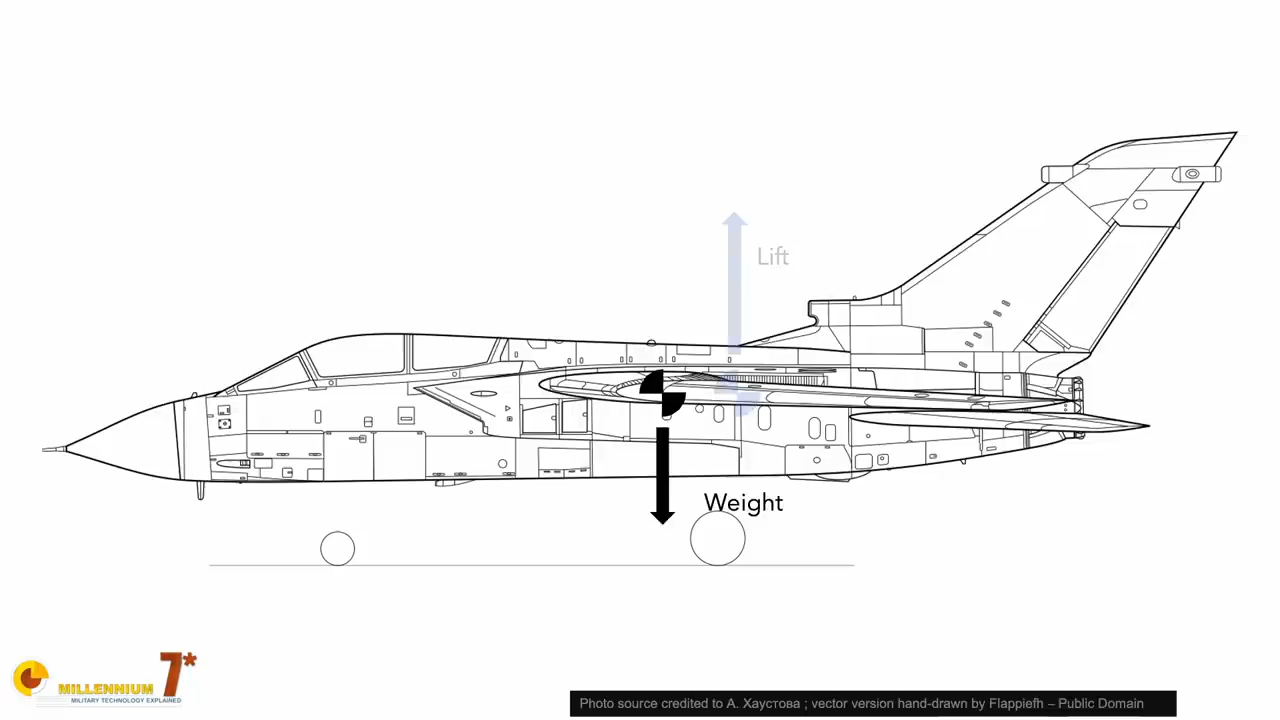 Lift
Weight
7*
MILLENNIUM
MILITARY TECHNOLOGY EXPLAINED
Photo source credited to А. Хаустова ; vector version hand-drawn by Flappiefh – Public Domain